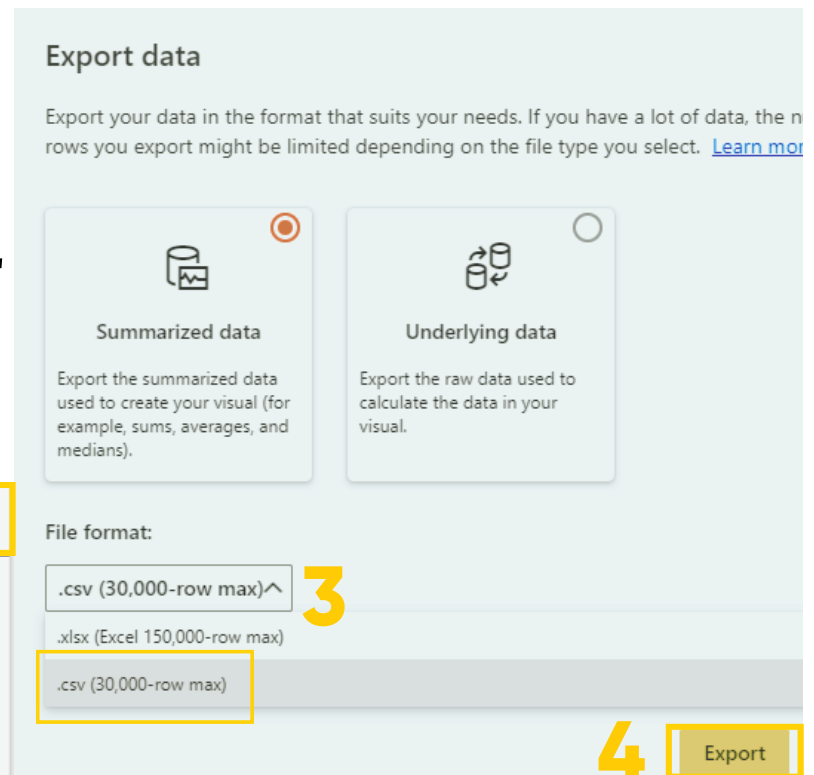 Export data
Export your data in the format that suits your needs. If you have a lot of data, the
rows you export might be limited depending on the file type you select. Learn
Summarized data
Export the summarized data
used to create your visual (for
example, sums, averages, and
medians).
Underlying data
Export the raw data used to
calculate the data in your
visual.
File format:
.csv (30,000-row max)
3
.xlsx (Excel 150,000-row max)
.csv (30,000-row max)
4
Export